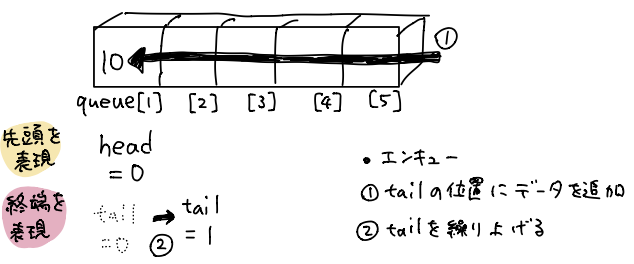 ①
10
queue[1] [2] [3] [4] [5]
先頭を
表現
head
= 0
終端を
表現
tail → tail
= 0 ② = 1
• エンキュー
① tailの位置にデータを追加
② tailを繰り上げる